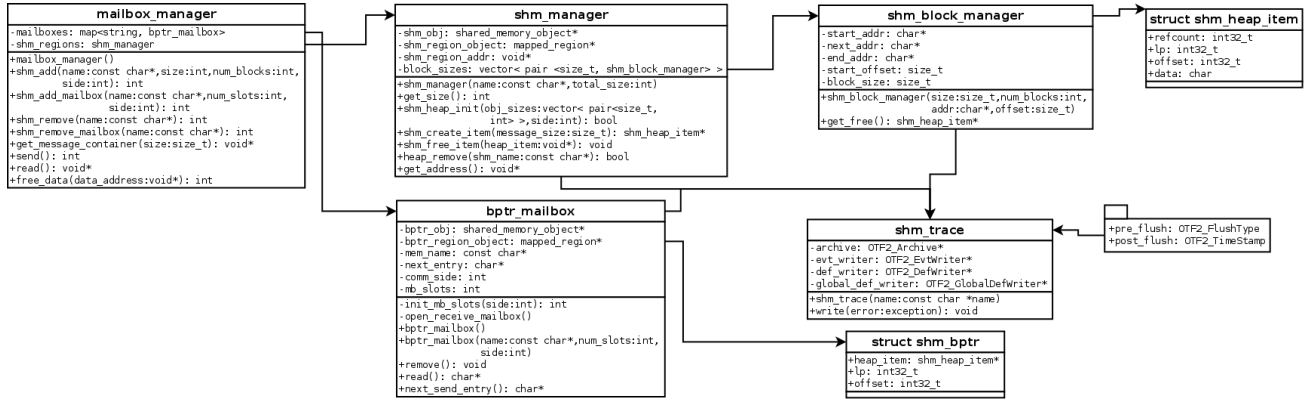 mailbox_manager
-mailboxes: map<string, bptr_mailbox>
-shm_regions: shm_manager
+mailbox_manager()
+shm_add(name:const char*,size:int,num_blocks:int,
side:int): int
+shm_add_mailbox(name:const char*,num_slots:int,
side:int): int
+shm_remove(name:const char*): int
+shm_remove_mailbox(name:const char*): int
+get_message_container(size:size_t): void*
+send(): int
+read(): void*
+free_data(data_address:void*): int
shm_manager
-shm_obj: shared_memory_object*
-shm_region_object: mapped_region*
-shm_region_addr: void*
-block_sizes: vector< pair <size_t, shm_block_manager> >
+shm_manager(name:const char*,total_size:int)
+get_size(): int
+shm_heap_init(obj_sizes:vector< pair<size_t,
int> >,side:int): bool
+shm_create_item(message_size:size_t): shm_heap_item*
+shm_free_item(heap_item:void*): void
+heap_remove(shm_name:const char*): bool
+get_address(): void*
shm_block_manager
-start_addr: char*
-next_addr: char*
-end_addr: char*
-start_offset: size_t
-block_size: size_t
+shm_block_manager(size:size_t,num_blocks:int,
addr:char*,offset:size_t)
+get_free(): shm_heap_item*
struct shm_heap_item
+refcount: int32_t
+lp: int32_t
+offset: int32_t
+data: char
bptr_mailbox
-bptr_obj: shared_memory_object*
-bptr_region_object: mapped_region*
-mem_name: const char*
-next_entry: char*
-comm_side: int
-mb_slots: int
-init_mb_slots(side:int): int
-open_receive_mailbox()
+bptr_mailbox()
+bptr_mailbox(name:const char*,num_slots:int,
side:int)
+remove(): void
+read(): char*
+next_send_entry(): char*
shm_trace
-archive: OTF2_Archive*
-evt_writer: OTF2_EvtWriter*
-def_writer: OTF2_DefWriter*
-global_def_writer: OTF2_GlobalDefWriter*
+shm_trace(name:const char *name)
+write(error:exception): void
+pre_flush: OTF2_FlushType
+post_flush: OTF2_TimeStamp
struct shm_bptr
+heap_item: shm_heap_item*
+lp: int32_t
+offset: int32_t